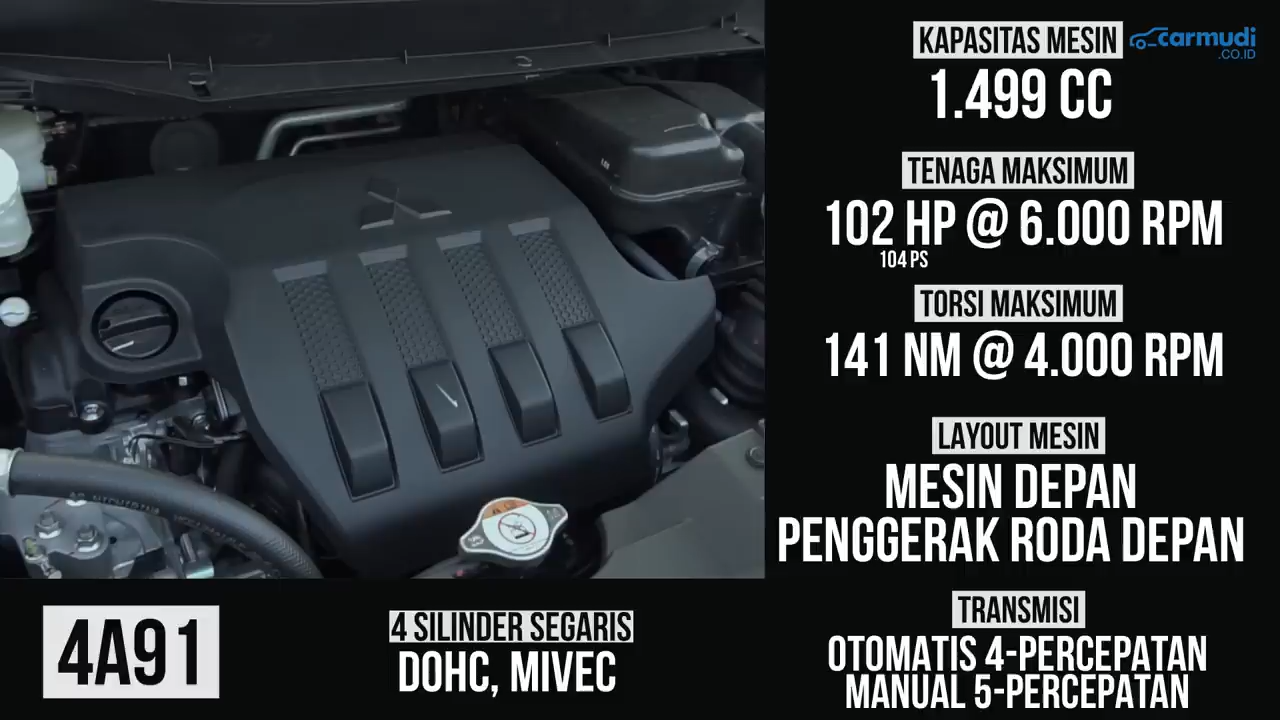 KAPASITAS MESIN
carmudi
.CO.ID
1.499 CC
TENAGA MAKSIMUM
102 HP @ 6.000 RPM
104 PS
TORSI MAKSIMUM
141 NM @ 4.000 RPM
LAYOUT MESIN
MESIN DEPAN
PENGGERAK RODA DEPAN
4A91
4 SILINDER SEGARIS
DOHC, MIVEC
TRANSMISI
OTOMATIS 4-PERCEPATAN
MANUAL 5-PERCEPATAN